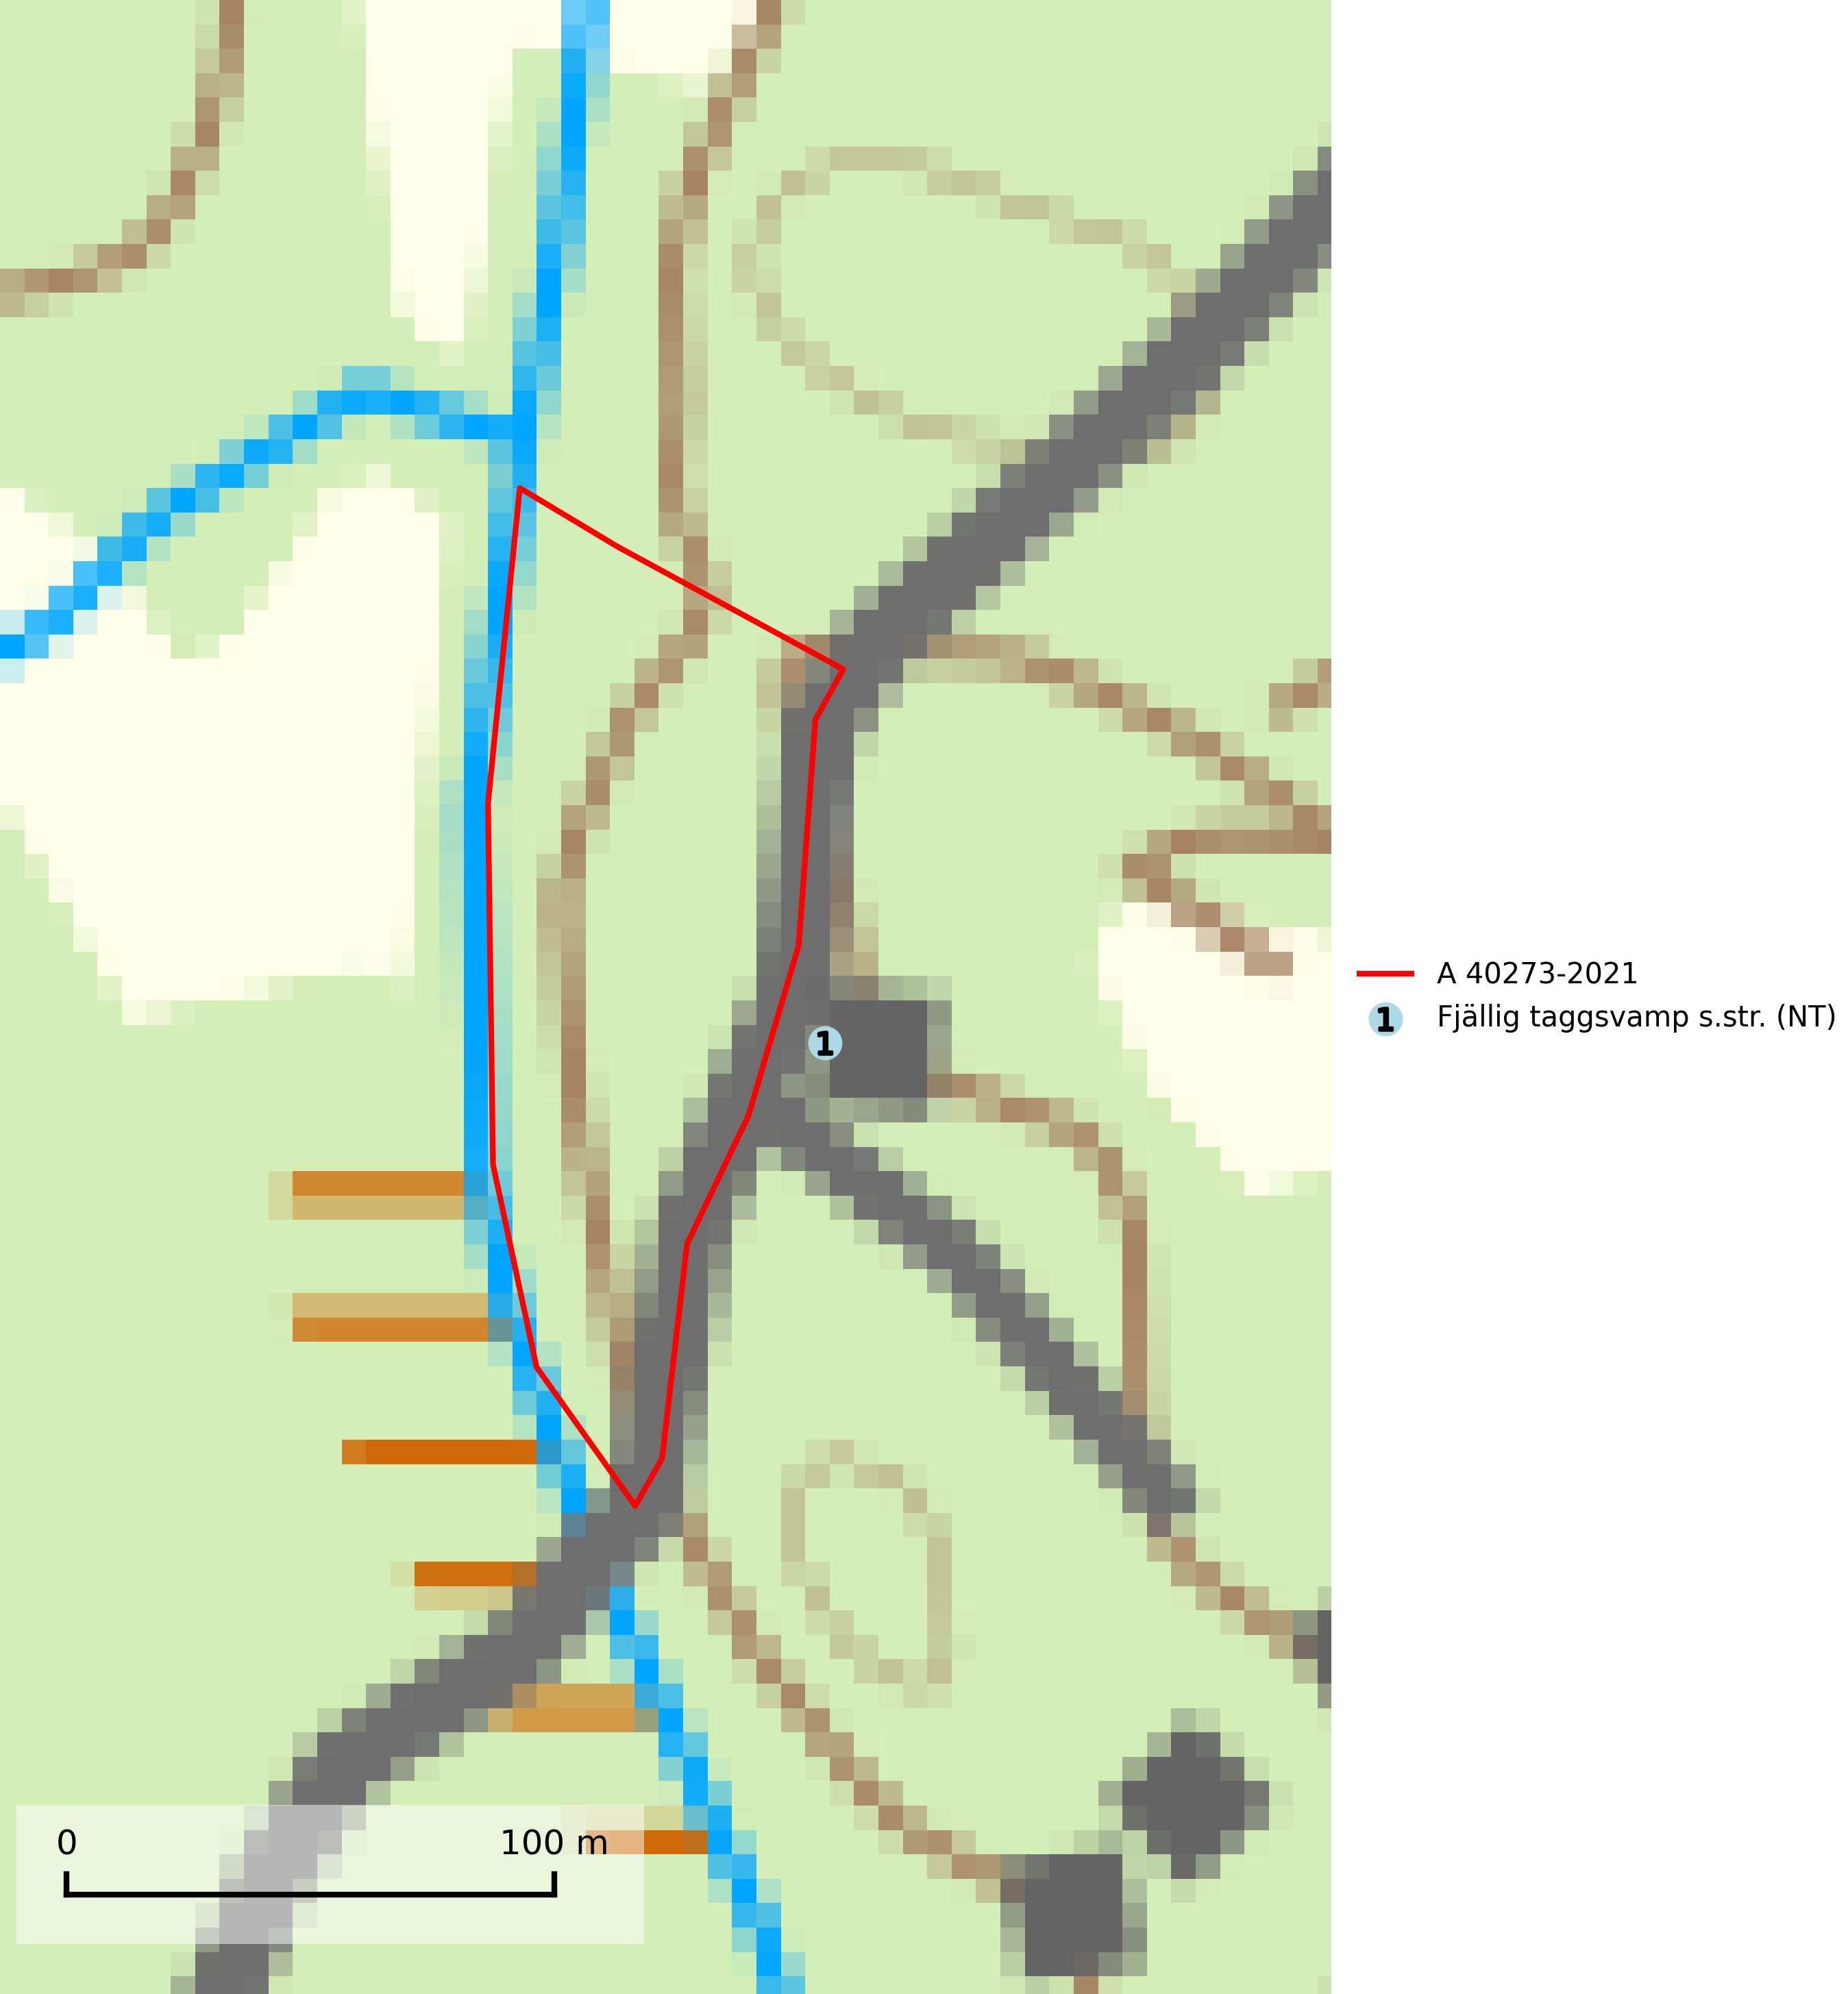 A 40273-2021
1 Fjällig taggsvamp s.str. (NT)
1
0 100 m